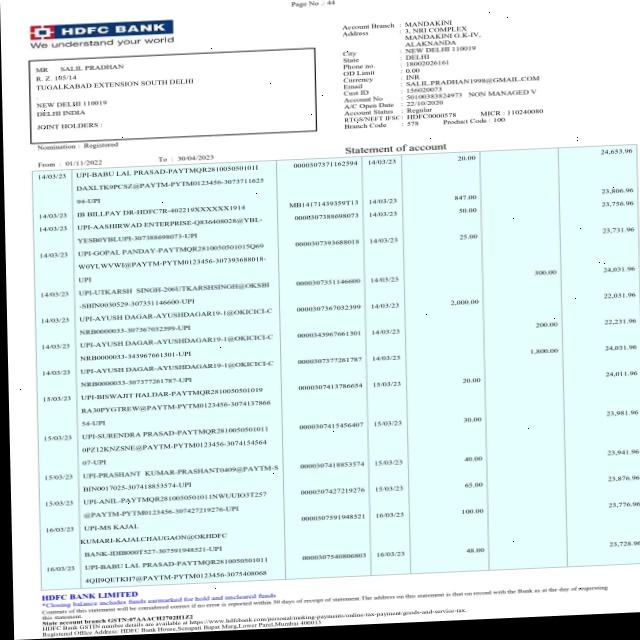 Page No .: 44
HDFC BANK
We understand your world
MR SALIL PRADHAN
R. Z. 105/14
TUGALKABAD EXTENSION SOUTH DELHI
NEW DELHI 110019
DELHI INDIA
JOINT HOLDERS :
Nomination : Registered
From : 01/11/2022 To : 30/04/2023
Account Branch : MANDAKINI
Address : 3, NRI COMPLEX
MANDAKINI G.K-IV,
ALAKNANDA
City : NEW DELHI 110019
State : DELHI
Phone no. : 18002026161
OD Limit : 0.00
Currency : INR
Email : SALIL.PRADHAN1998@GMAIL.COM
Cust ID : 156020073
Account No : 50100383824973 NON MANAGED V
A/C Open Date : 22/10/2020
Account Status : Regular
RTGS/NEFT IFSC : HDFC0000578 MICR : 110240080
Branch Code : 578 Product Code : 100
Statement of account
14/03/23 UPI-BABU LAL PRASAD-PAYTMQR281005050101I 0000307371162594 14/03/23 20.00 24,653.96
DAXLTK9PCSZ@PAYTM-PYTM0123456-3073711625
94-UPI
14/03/23 IB BILLPAY DR-HDFC7R-402219XXXXXX1914 MB14171439359T13 14/03/23 847.00 23,806.96
14/03/23 UPI-AASHIRWAD ENTERPRISE-Q836408028@YBL- 0000307388698073 14/03/23 50.00 23,756.96
YESB0YBLUPI-307388698073-UPI
14/03/23 UPI-GOPAL PANDAY-PAYTMQR2810050501015Q69 0000307393688018 14/03/23 25.00 23,731.96
W0YLWVWI@PAYTM-PYTM0123456-307393688018-
UPI
14/03/23 UPI-UTKARSH SINGH-206UTKARSHSINGH@OKSBI 0000307351146600 14/03/23 300.00 24,031.96
-SBIN0030529-307351146600-UPI
14/03/23 UPI-AYUSH DAGAR-AYUSHDAGAR19-1@OKICICI-C 0000307367032399 14/03/23 2,000.00 22,031.96
NRB0000033-307367032399-UPI
14/03/23 UPI-AYUSH DAGAR-AYUSHDAGAR19-1@OKICICI-C 0000343967661301 14/03/23 200.00 22,231.96
NRB0000033-343967661301-UPI
14/03/23 UPI-AYUSH DAGAR-AYUSHDAGAR19-1@OKICICI-C 0000307377261787 14/03/23 1,800.00 24,031.96
NRB0000033-307377261787-UPI
15/03/23 UPI-BISWAJIT HALDAR-PAYTMQR2810050501019 0000307413786654 15/03/23 20.00 24,011.96
RA30PYGTREW@PAYTM-PYTM0123456-3074137866
54-UPI
15/03/23 UPI-SURENDRA PRASAD-PAYTMQR2810050501011 0000307415456407 15/03/23 30.00 23,981.96
0PZ12KNZSNE@PAYTM-PYTM0123456-3074154564
07-UPI
15/03/23 UPI-PRASHANT KUMAR-PRASHANT0409@PAYTM-S 0000307418853574 15/03/23 40.00 23,941.96
BIN0017025-307418853574-UPI
15/03/23 UPI-ANIL-PAYTMQR2810050501011NWUUIO3T257 0000207427219276 15/03/23 65.00 23,876.96
@PAYTM-PYTM0123456-307427219276-UPI
16/03/23 UPI-MS KAJAL 0000307591948521 16/03/23 100.00 23,776.96
KUMARI-KAJALCHAUGAON@OKHDFC
BANK-IDIB000T527-307591948521-UPI
16/03/23 UPI-BABU LAL PRASAD-PAYTMQR2810050501011 0000307540806803 16/03/23 48.00 23,728.96
4QII9QETKH7@PAYTM-PYTM0123456-3075408068
HDFC BANK LIMITED
*Closing balance includes funds earmarked for hold and uncleared funds
Contents of this statement will be considered correct if no error is reported within 30 days of receipt of statement.The address on this statement is that on record with the Bank as at the day of requesting
this statement.
State account branch GSTN:07AAACH2702H1Z2
HDFC Bank GSTIN number details are available at https://www.hdfcbank.com/personal/making-payments/online-tax-payment/goods-and-service-tax.
Registered Office Address: HDFC Bank House,Senapati Bapat Marg,Lower Parel,Mumbai 400013